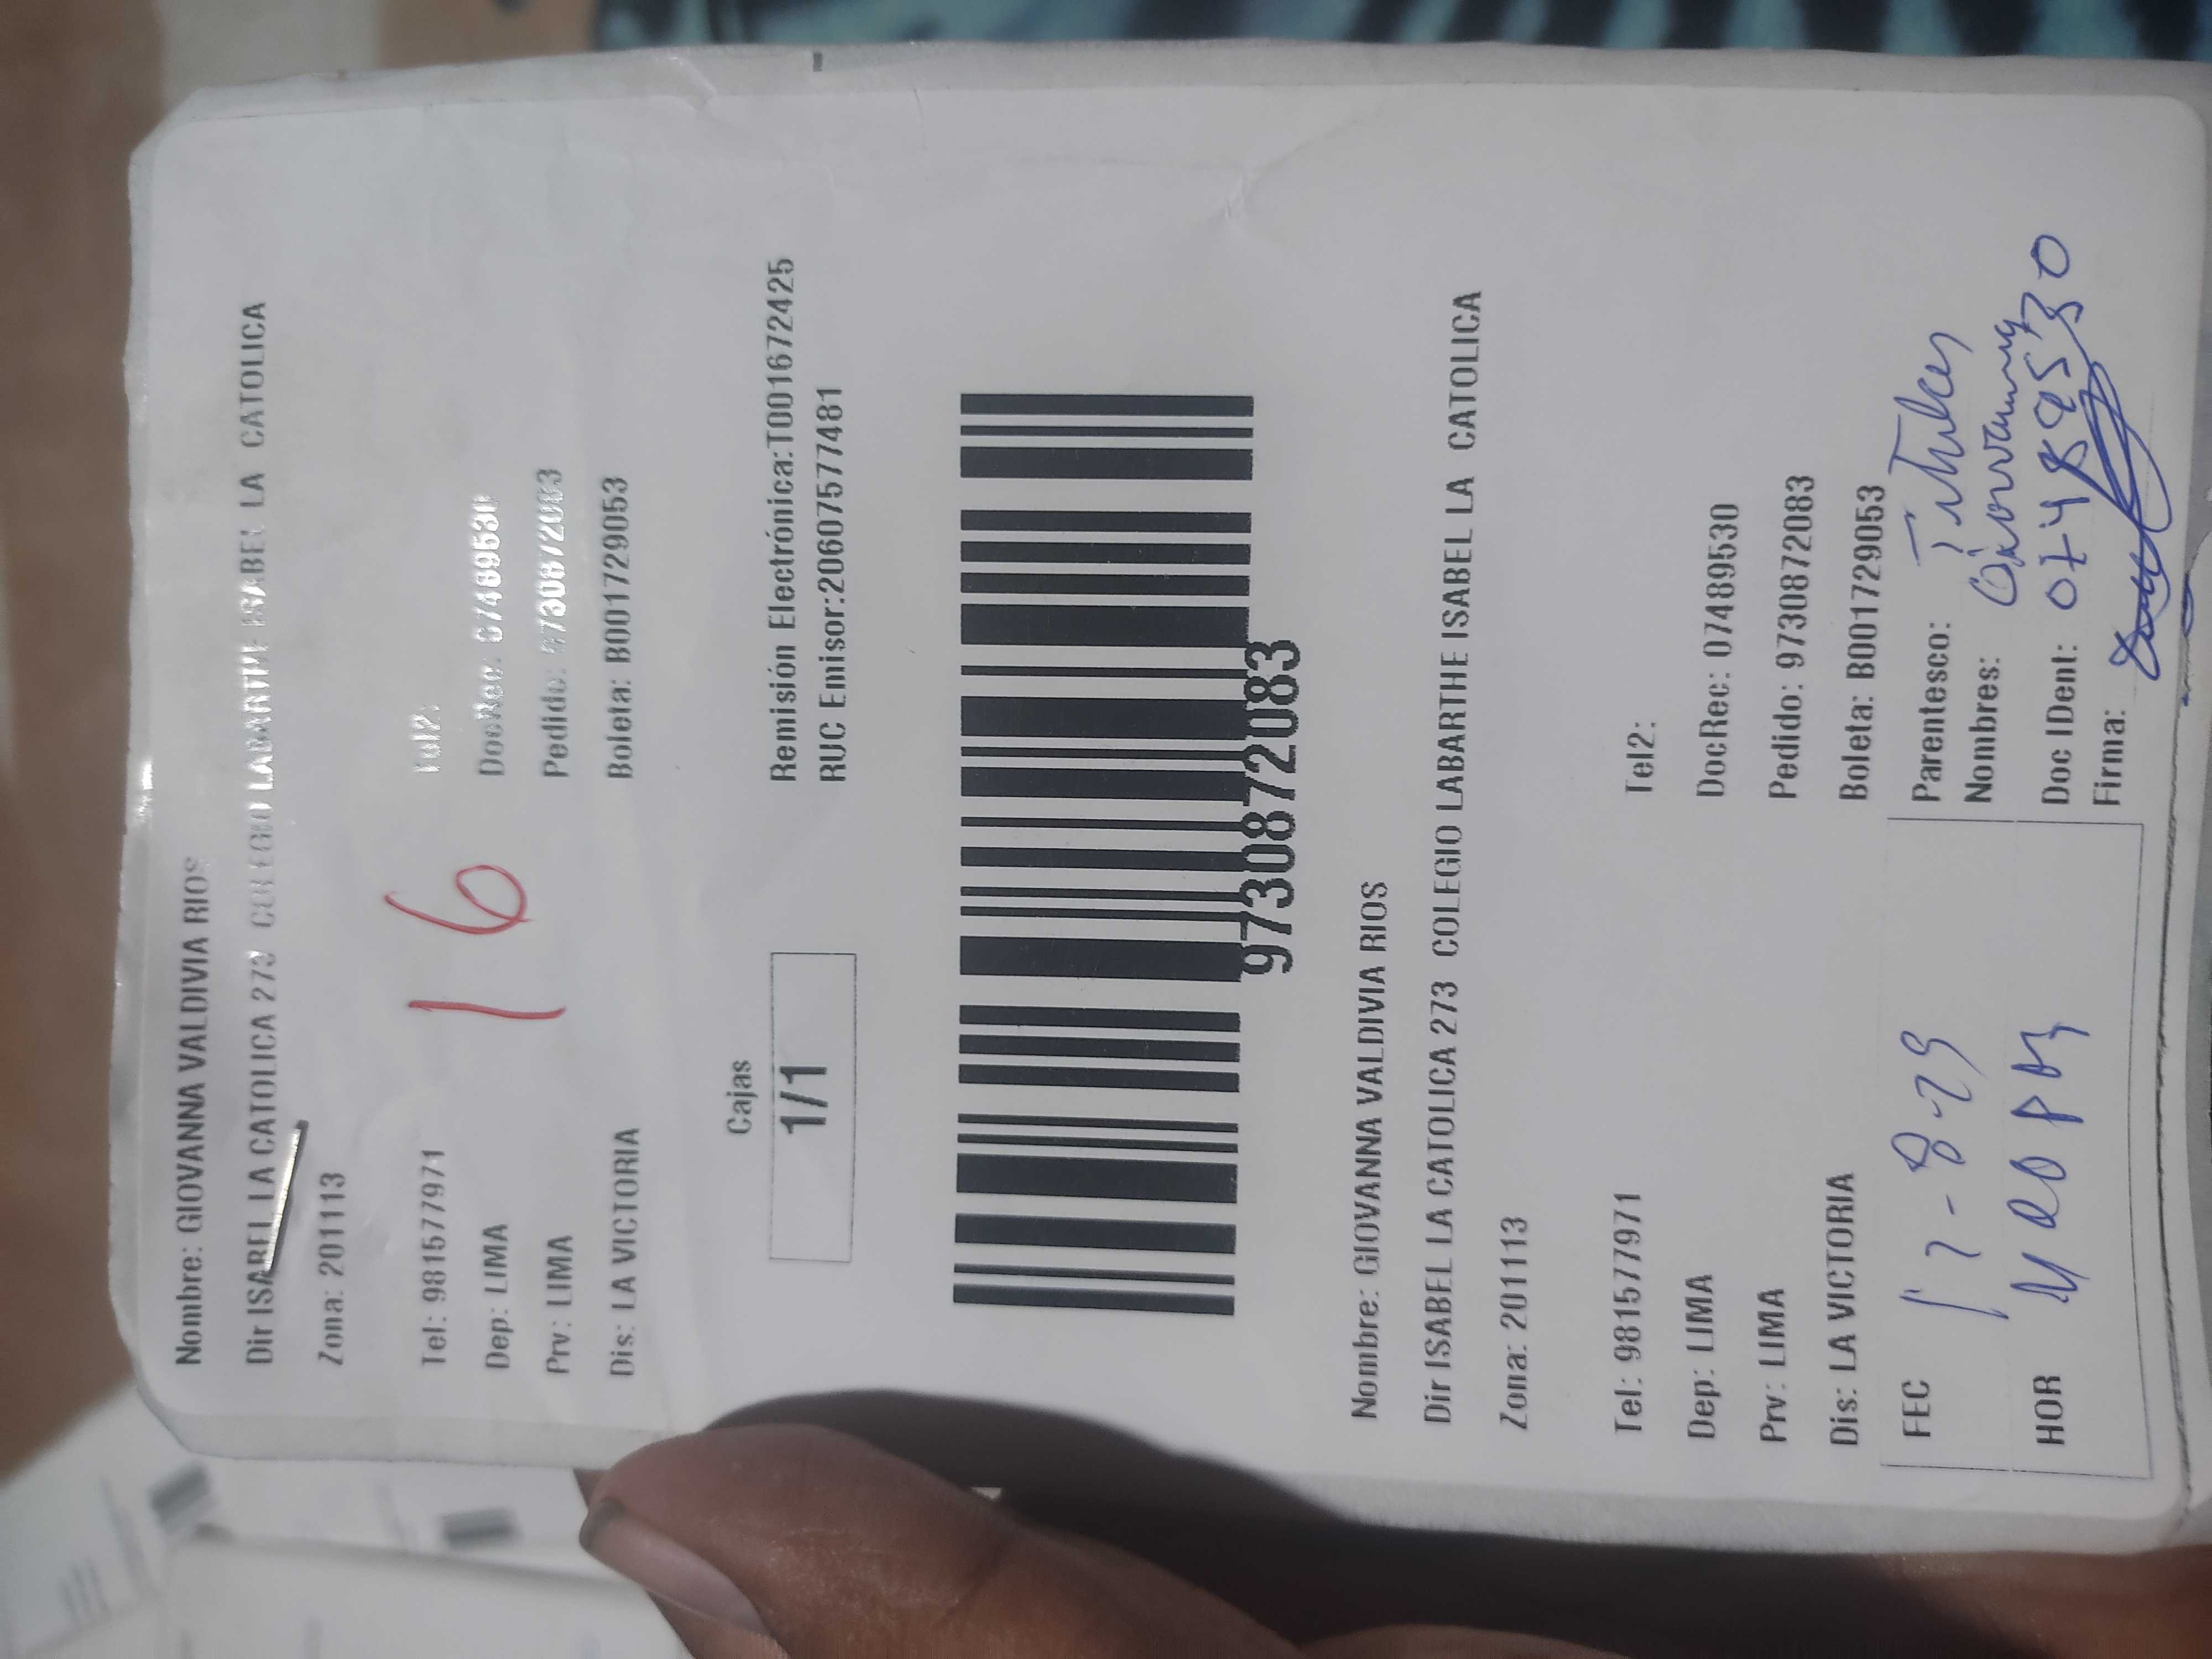 Nombre: GIOVANNA VALDIVIA RIOS
Dir ISABEL LA CATOLICA 273 COLEGIO LABARTHE ISABEL LA CATOLICA
Zona: 201113
16
Tel: 981577971 Tel2:
Dep: LIMA DocRec: 07489530
Prv: LIMA Pedido: 9730872083
Dis: LA VICTORIA Boleta: B001729053
Cajas
1/1
Remisión Electrónica:T001672425
RUC Emisor:20607577481
9730872083
Nombre: GIOVANNA VALDIVIA RIOS
Dir ISABEL LA CATOLICA 273 COLEGIO LABARTHE ISABEL LA CATOLICA
Zona: 201113
Tel: 981577971 Tel2:
Dep: LIMA DocRec: 07489530
Prv: LIMA Pedido: 9730872083
Dis: LA VICTORIA Boleta: B001729053
FEC Parentesco:
Nombres: Giovanna
HOR Doc IDent: 07489530
Firma: